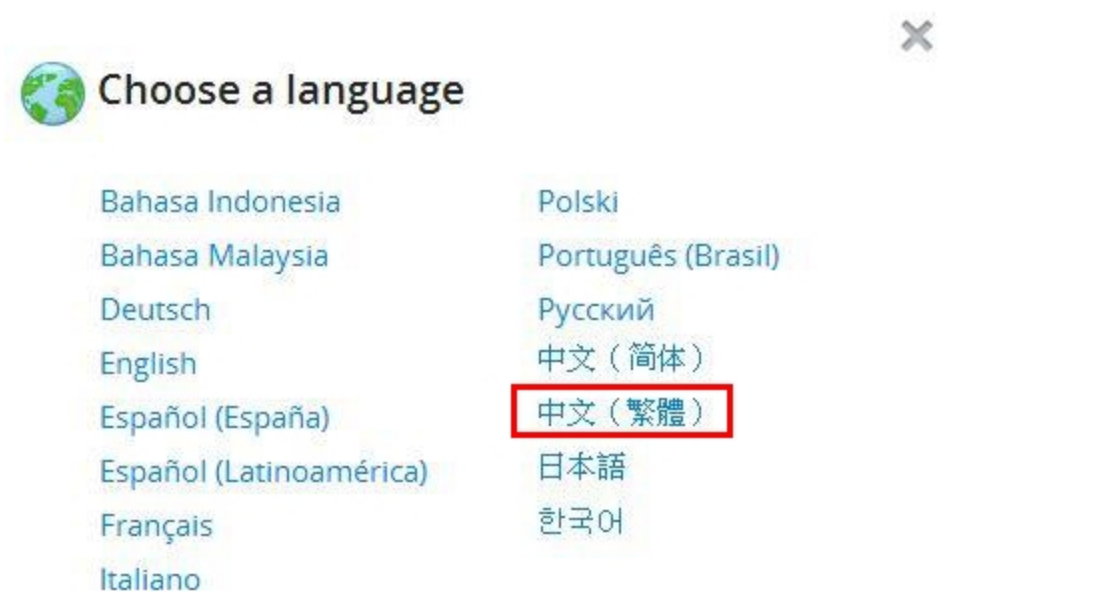 Choose a language
Bahasa Indonesia
Bahasa Malaysia
Deutsch
English
Español (España)
Español (Latinoamérica)
Français
Italiano
Polski
Português (Brasil)
Русский
中文（简体）
中文（繁體）
日本語
한국어